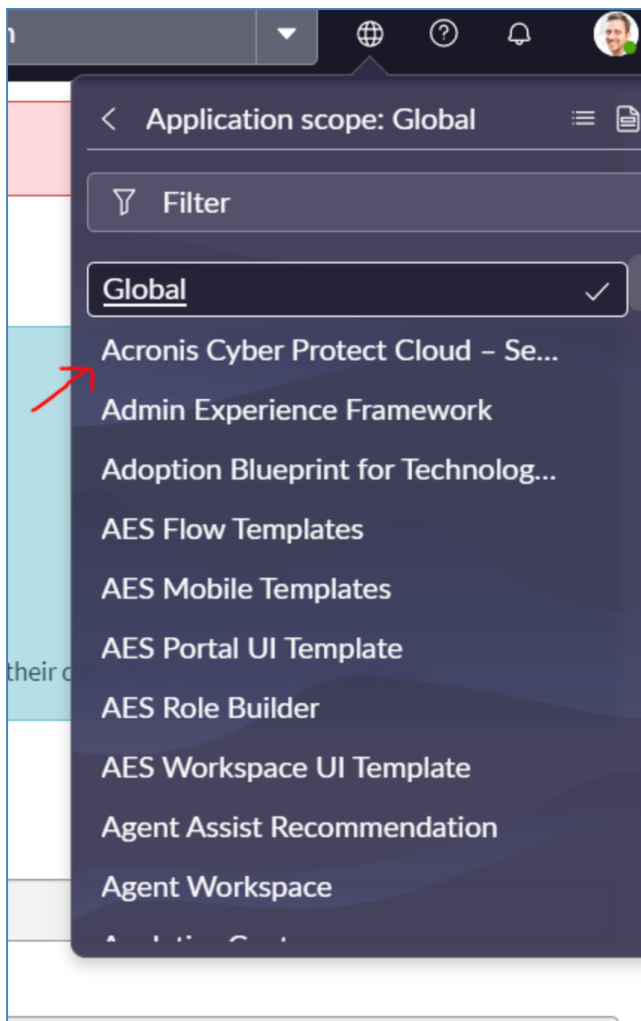 Application scope: Global
Filter
Global
Acronis Cyber Protect Cloud – Se...
Admin Experience Framework
Adoption Blueprint for Technolog...
AES Flow Templates
AES Mobile Templates
AES Portal UI Template
their
AES Role Builder
AES Workspace UI Template
Agent Assist Recommendation
Agent Workspace